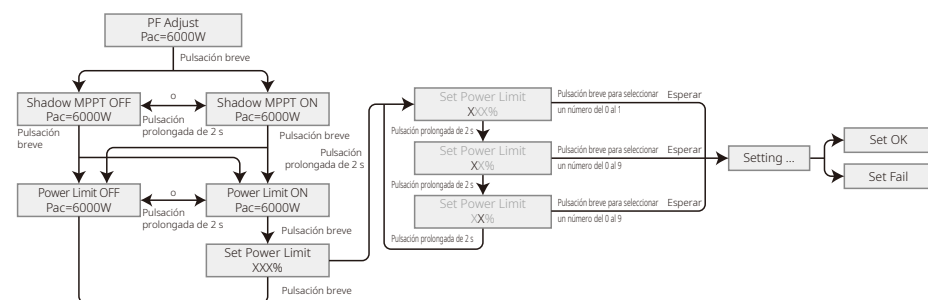 PF Adjust
Pac=6000W
Pulsación breve
Shadow MPPT OFF
Pac=6000W
o
Pulsación
prolongada de 2 s
Shadow MPPT ON
Pac=6000W
Pulsación
breve
Pulsación breve
Pulsación
prolongada de 2 s
Power Limit OFF
Pac=6000W
o
Pulsación
prolongada de 2 s
Power Limit ON
Pac=6000W
Pulsación breve
Set Power Limit
XXX%
Pulsación breve
Set Power Limit
XXX%
Pulsación breve para seleccionar
un número del 0 al 1
Esperar
Pulsación prolongada de 2 s
Set Power Limit
XX%
Pulsación breve para seleccionar
un número del 0 al 9
Esperar
Pulsación prolongada de 2 s
Set Power Limit
XX%
Pulsación breve para seleccionar
un número del 0 al 9
Esperar
Pulsación prolongada de 2 s
Setting ...
Set OK
Set Fail